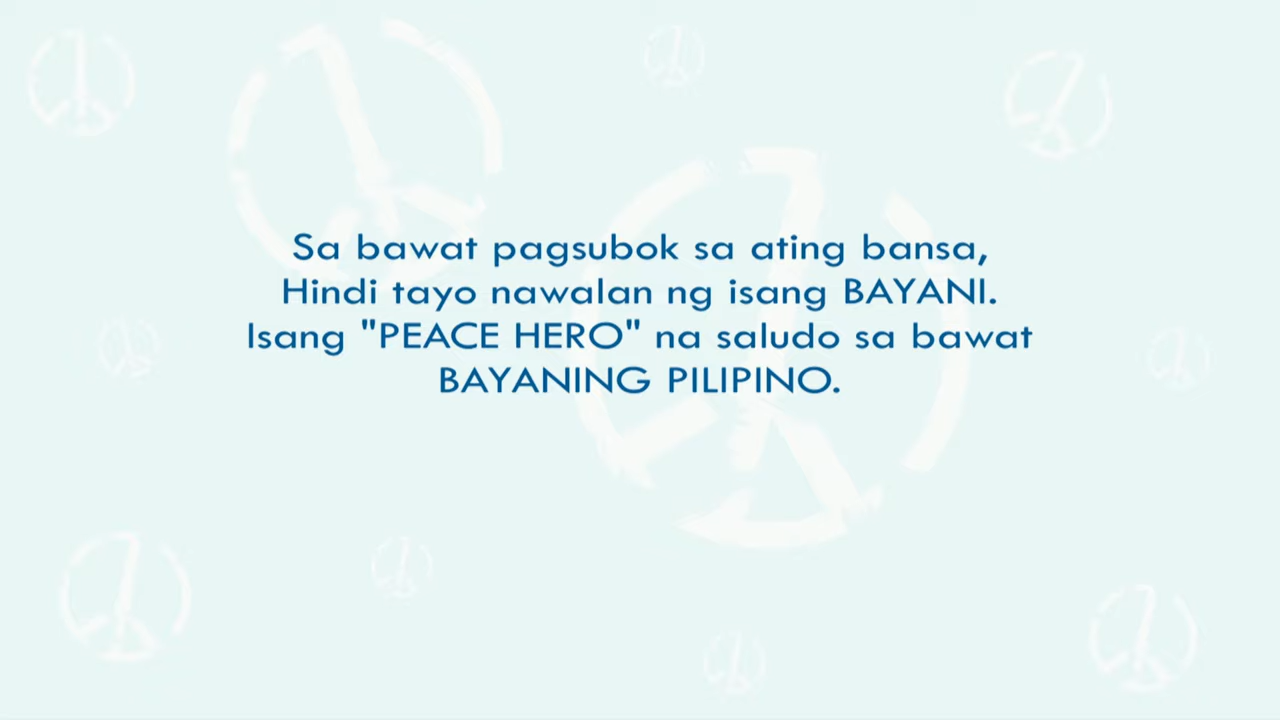 Sa bawat pagsubok sa ating bansa,
Hindi tayo nawalan ng isang BAYANI.
Isang "PEACE HERO" na saludo sa bawat
BAYANING PILIPINO.